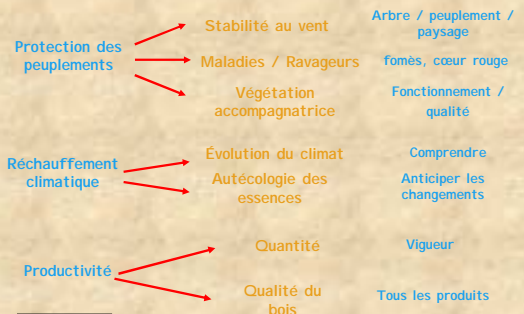 Protection des
peuplements
Stabilité au vent
Arbre / peuplement /
paysage
Maladies / Ravageurs
fomès, cœur rouge
Végétation
accompagnatrice
Fonctionnement /
qualité
Réchauffement
climatique
Évolution du climat
Comprendre
Autécologie des
essences
Anticiper les
changements
Productivité
Quantité
Vigueur
Qualité du
bois
Tous les produits